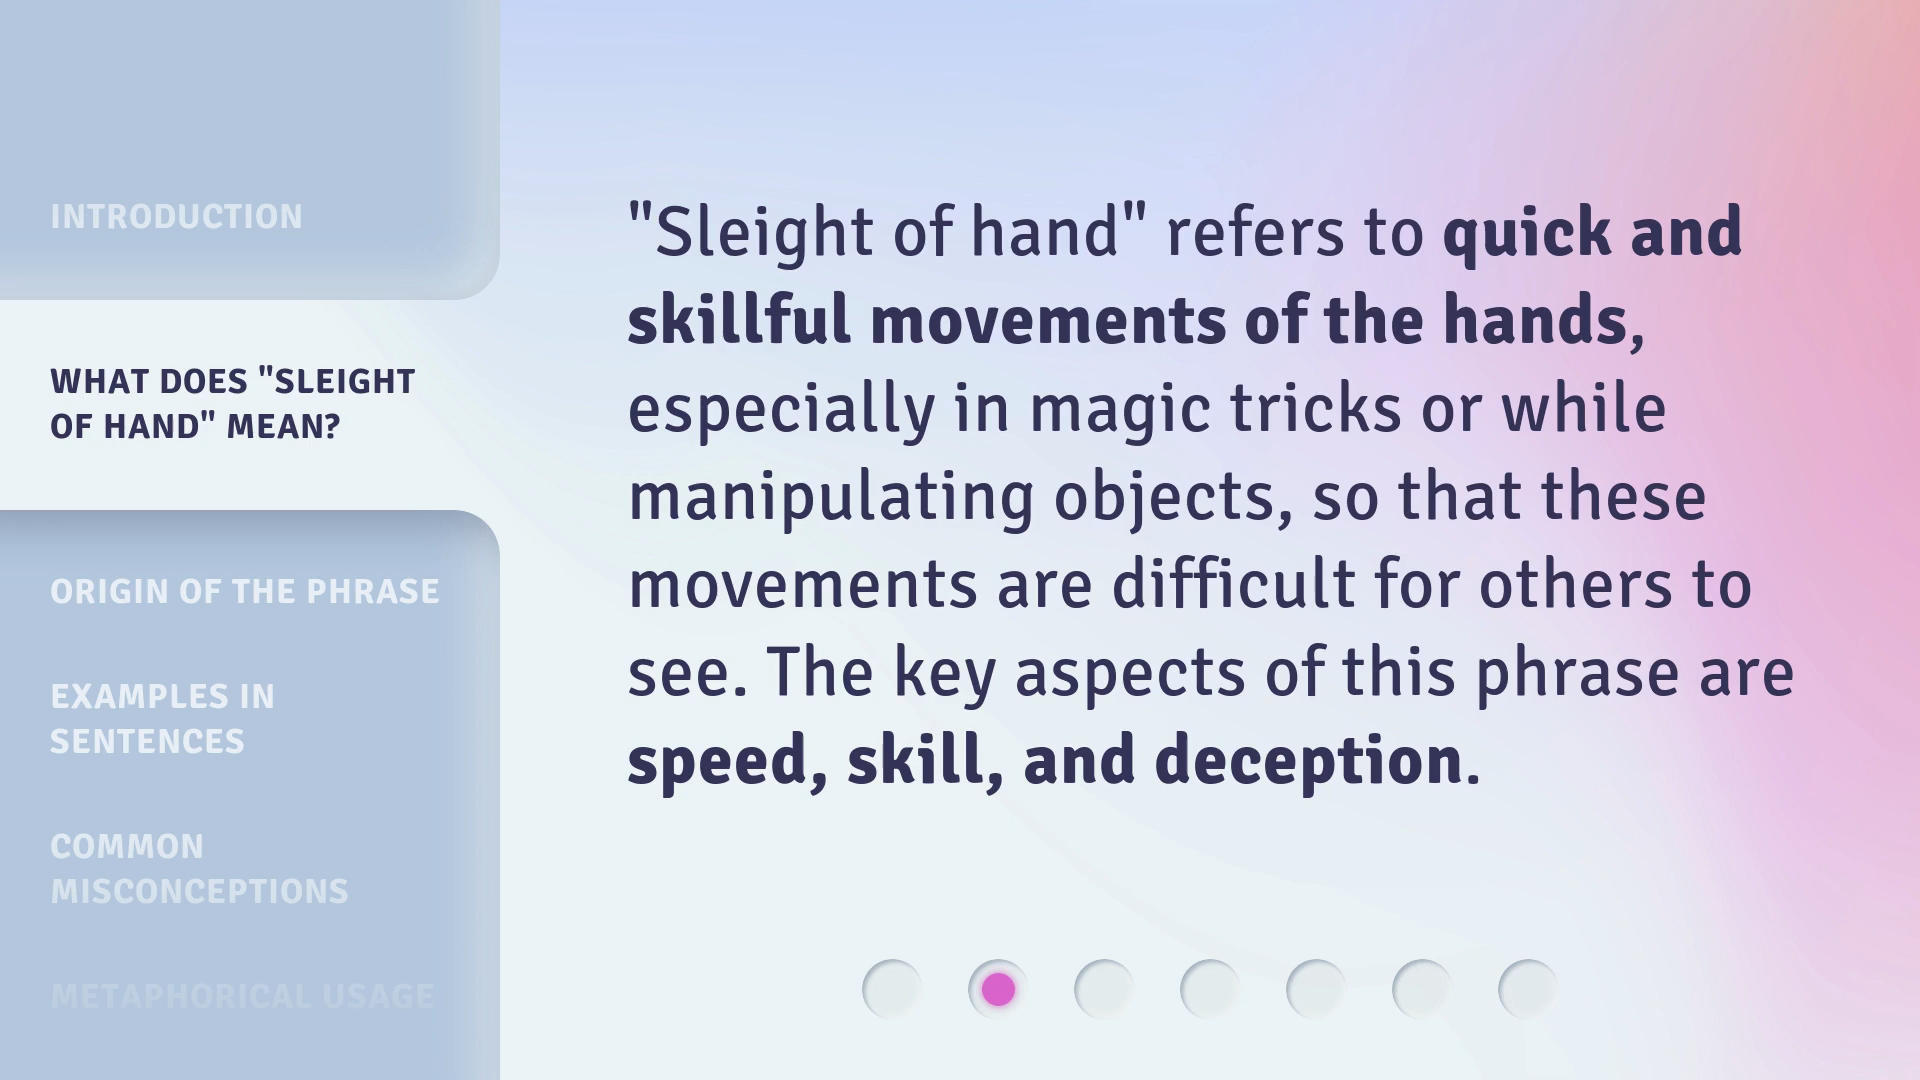 INTRODUCTION
WHAT DOES "SLEIGHT
OF HAND" MEAN?
ORIGIN OF THE PHRASE
EXAMPLES IN
SENTENCES
COMMON
MISCONCEPTIONS
METAPHORICAL USAGE
"Sleight of hand" refers to quick and
skillful movements of the hands,
especially in magic tricks or while
manipulating objects, so that these
movements are difficult for others to
see. The key aspects of this phrase are
speed, skill, and deception.